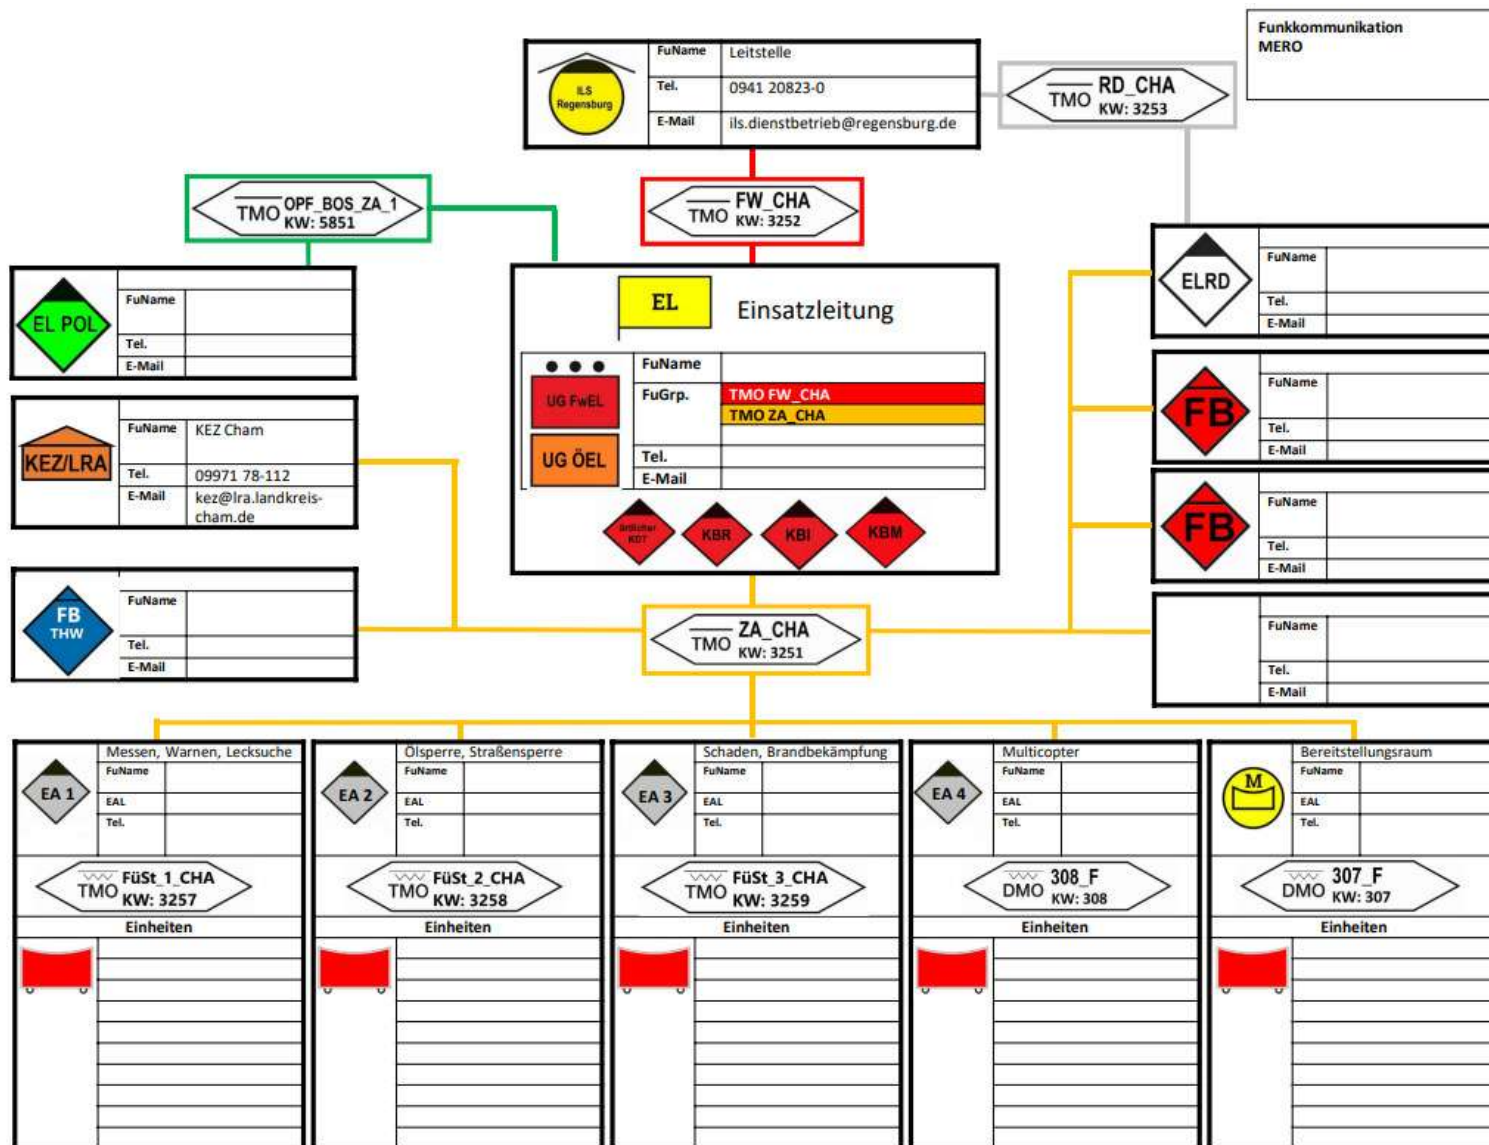 Funkkommunikation
MERO
ILS
Regensburg
FuName Leitstelle
Tel. 0941 20823-0
E-Mail ils.dienstbetrieb@regensburg.de
TMO RD_CHA
KW: 3253
TMO OPF_BOS_ZA_1
KW: 5851
TMO FW_CHA
KW: 3252
EL POL
FuName
Tel.
E-Mail
EL Einsatzleitung
UG FwEL
UG ÖEL
FuName
FuGrp. TMO FW_CHA
TMO ZA_CHA
Tel.
E-Mail
örtlicher
KDT
KBR
KBI
KBM
ELRD
FuName
Tel.
E-Mail
KEZ/LRA
FuName KEZ Cham
Tel. 09971 78-112
E-Mail kez@lra.landkreis-
cham.de
FB
FuName
Tel.
E-Mail
FB
FuName
Tel.
E-Mail
FB
THW
FuName
Tel.
E-Mail
TMO ZA_CHA
KW: 3251
FuName
Tel.
E-Mail
EA 1
Messen, Warnen, Lecksuche
FuName
EAL
Tel.
TMO FüSt_1_CHA
KW: 3257
Einheiten
EA 2
Ölsperre, Straßensperre
FuName
EAL
Tel.
TMO FüSt_2_CHA
KW: 3258
Einheiten
EA 3
Schaden, Brandbekämpfung
FuName
EAL
Tel.
TMO FüSt_3_CHA
KW: 3259
Einheiten
EA 4
Multicopter
FuName
EAL
Tel.
DMO 308_F
KW: 308
Einheiten
M
Bereitstellungsraum
FuName
EAL
Tel.
DMO 307_F
KW: 307
Einheiten